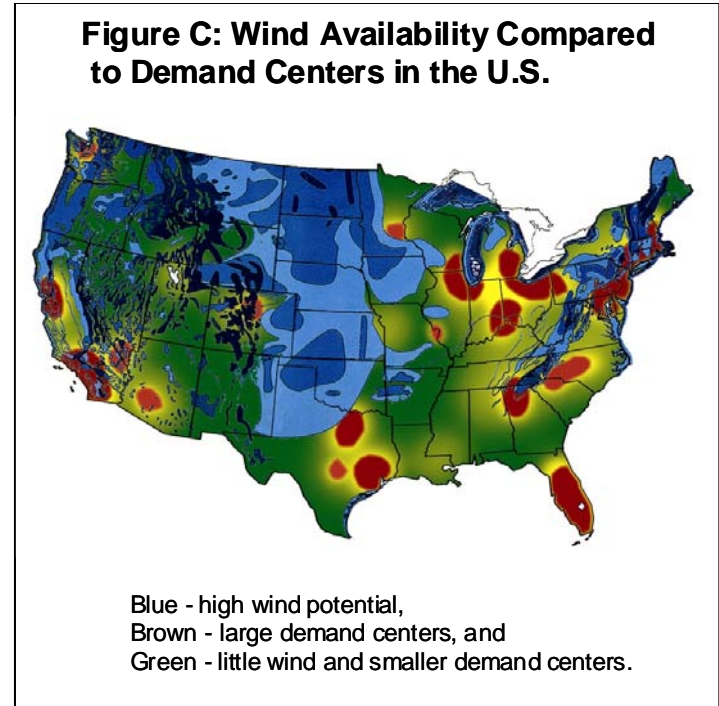 Figure C: Wind Availability Compared
to Demand Centers in the U.S.
Blue - high wind potential,
Brown - large demand centers, and
Green - little wind and smaller demand centers.